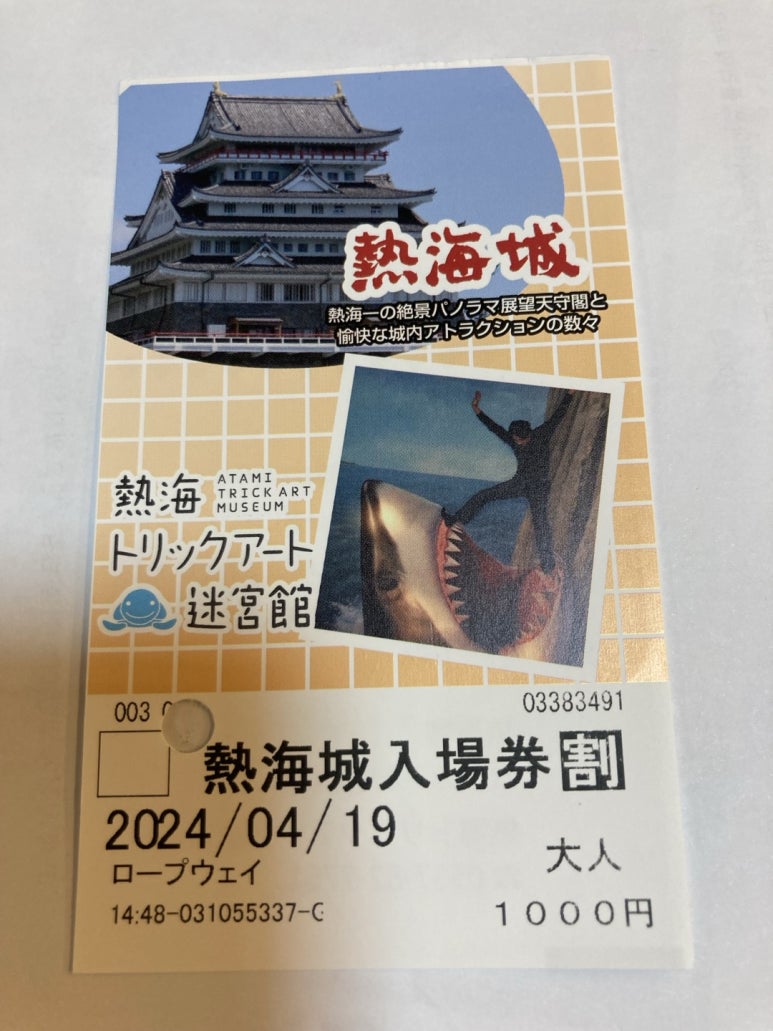 熱海城
熱海一の絶景パノラマ展望天守閣と
愉快な城内アトラクションの数々
熱海 ATAMI
TRICK ART
MUSEUM
トリックアート
迷宮館
003
03383491
熱海城入場券 割
2024/04/19
ロープウェイ
大人
14:48-031055337-
1000円